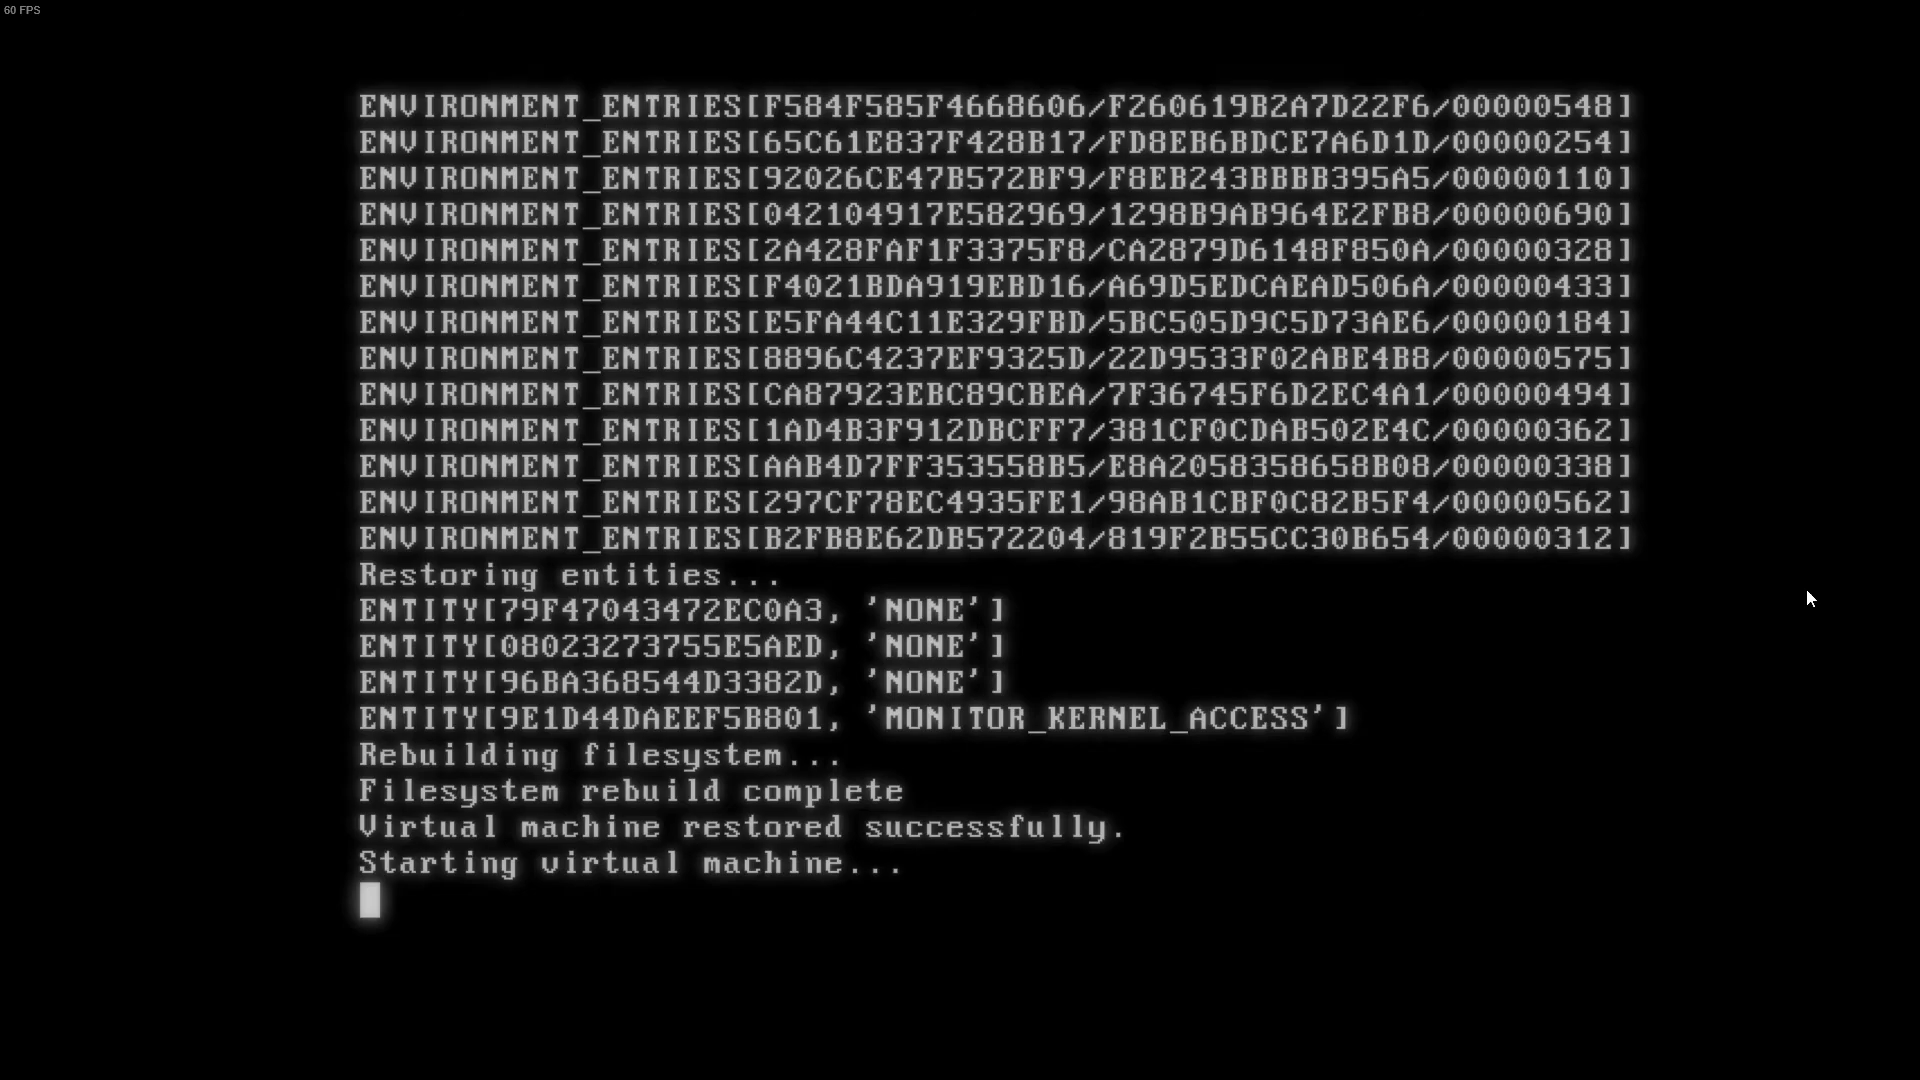 60 FPS
ENVIRONMENT_ENTRIES[F584F585F4668606/F260619B2A7D22F6/00000548]
ENVIRONMENT_ENTRIES[65C61E837F428B17/FD8EB6BDCE7A6D1D/00000254]
ENVIRONMENT_ENTRIES[92026CE47B572BF9/F8EB243BBBB395A5/00000110]
ENVIRONMENT_ENTRIES[042104917E582969/1298B9AB964E2FB8/00000690]
ENVIRONMENT_ENTRIES[2A428FAF1F3375F8/CA2879D6148F850A/00000328]
ENVIRONMENT_ENTRIES[F4021BDA919EBD16/A69D5EDCAEAD506A/00000433]
ENVIRONMENT_ENTRIES[E5FA44C11E329FBD/5BC505D9C5D73AE6/00000184]
ENVIRONMENT_ENTRIES[8896C4237EF9325D/22D9533F02ABE4B8/00000575]
ENVIRONMENT_ENTRIES[CA87923EBC89CBEA/7F36745F6D2EC4A1/00000494]
ENVIRONMENT_ENTRIES[1AD4B3F912DBCFF7/381CF0CDAB502E4C/00000362]
ENVIRONMENT_ENTRIES[AAB4D7FF353558B5/E8A2058358658B08/00000338]
ENVIRONMENT_ENTRIES[297CF78EC4935FE1/98AB1CBF0C82B5F4/00000562]
ENVIRONMENT_ENTRIES[B2FB8E62DB572204/819F2B55CC30B654/00000312]
Restoring entities...
ENTITY[79F47043472EC0A3, 'NONE']
ENTITY[08023273755E5AED, 'NONE']
ENTITY[96BA368544D3382D, 'NONE']
ENTITY[9E1D44DAEEF5B801, 'MONITOR_KERNEL_ACCESS']
Rebuilding filesystem...
Filesystem rebuild complete
Virtual machine restored successfully.
Starting virtual machine...